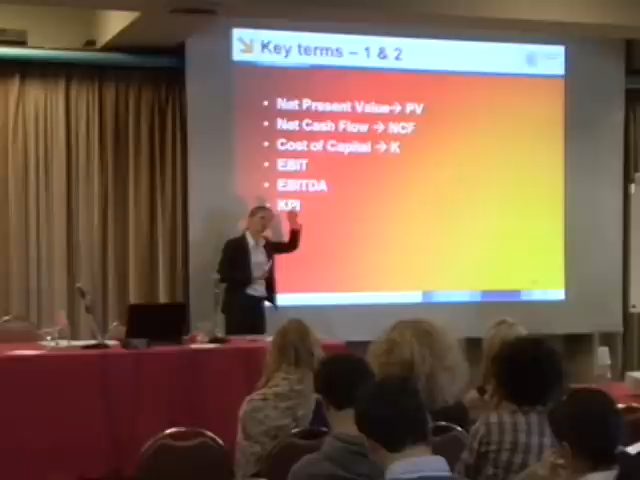 Key terms – 1 & 2
• Net Present Value→ PV
• Net Cash Flow → NCF
• Cost of Capital → K
• EBIT
• EBITDA
• KPI